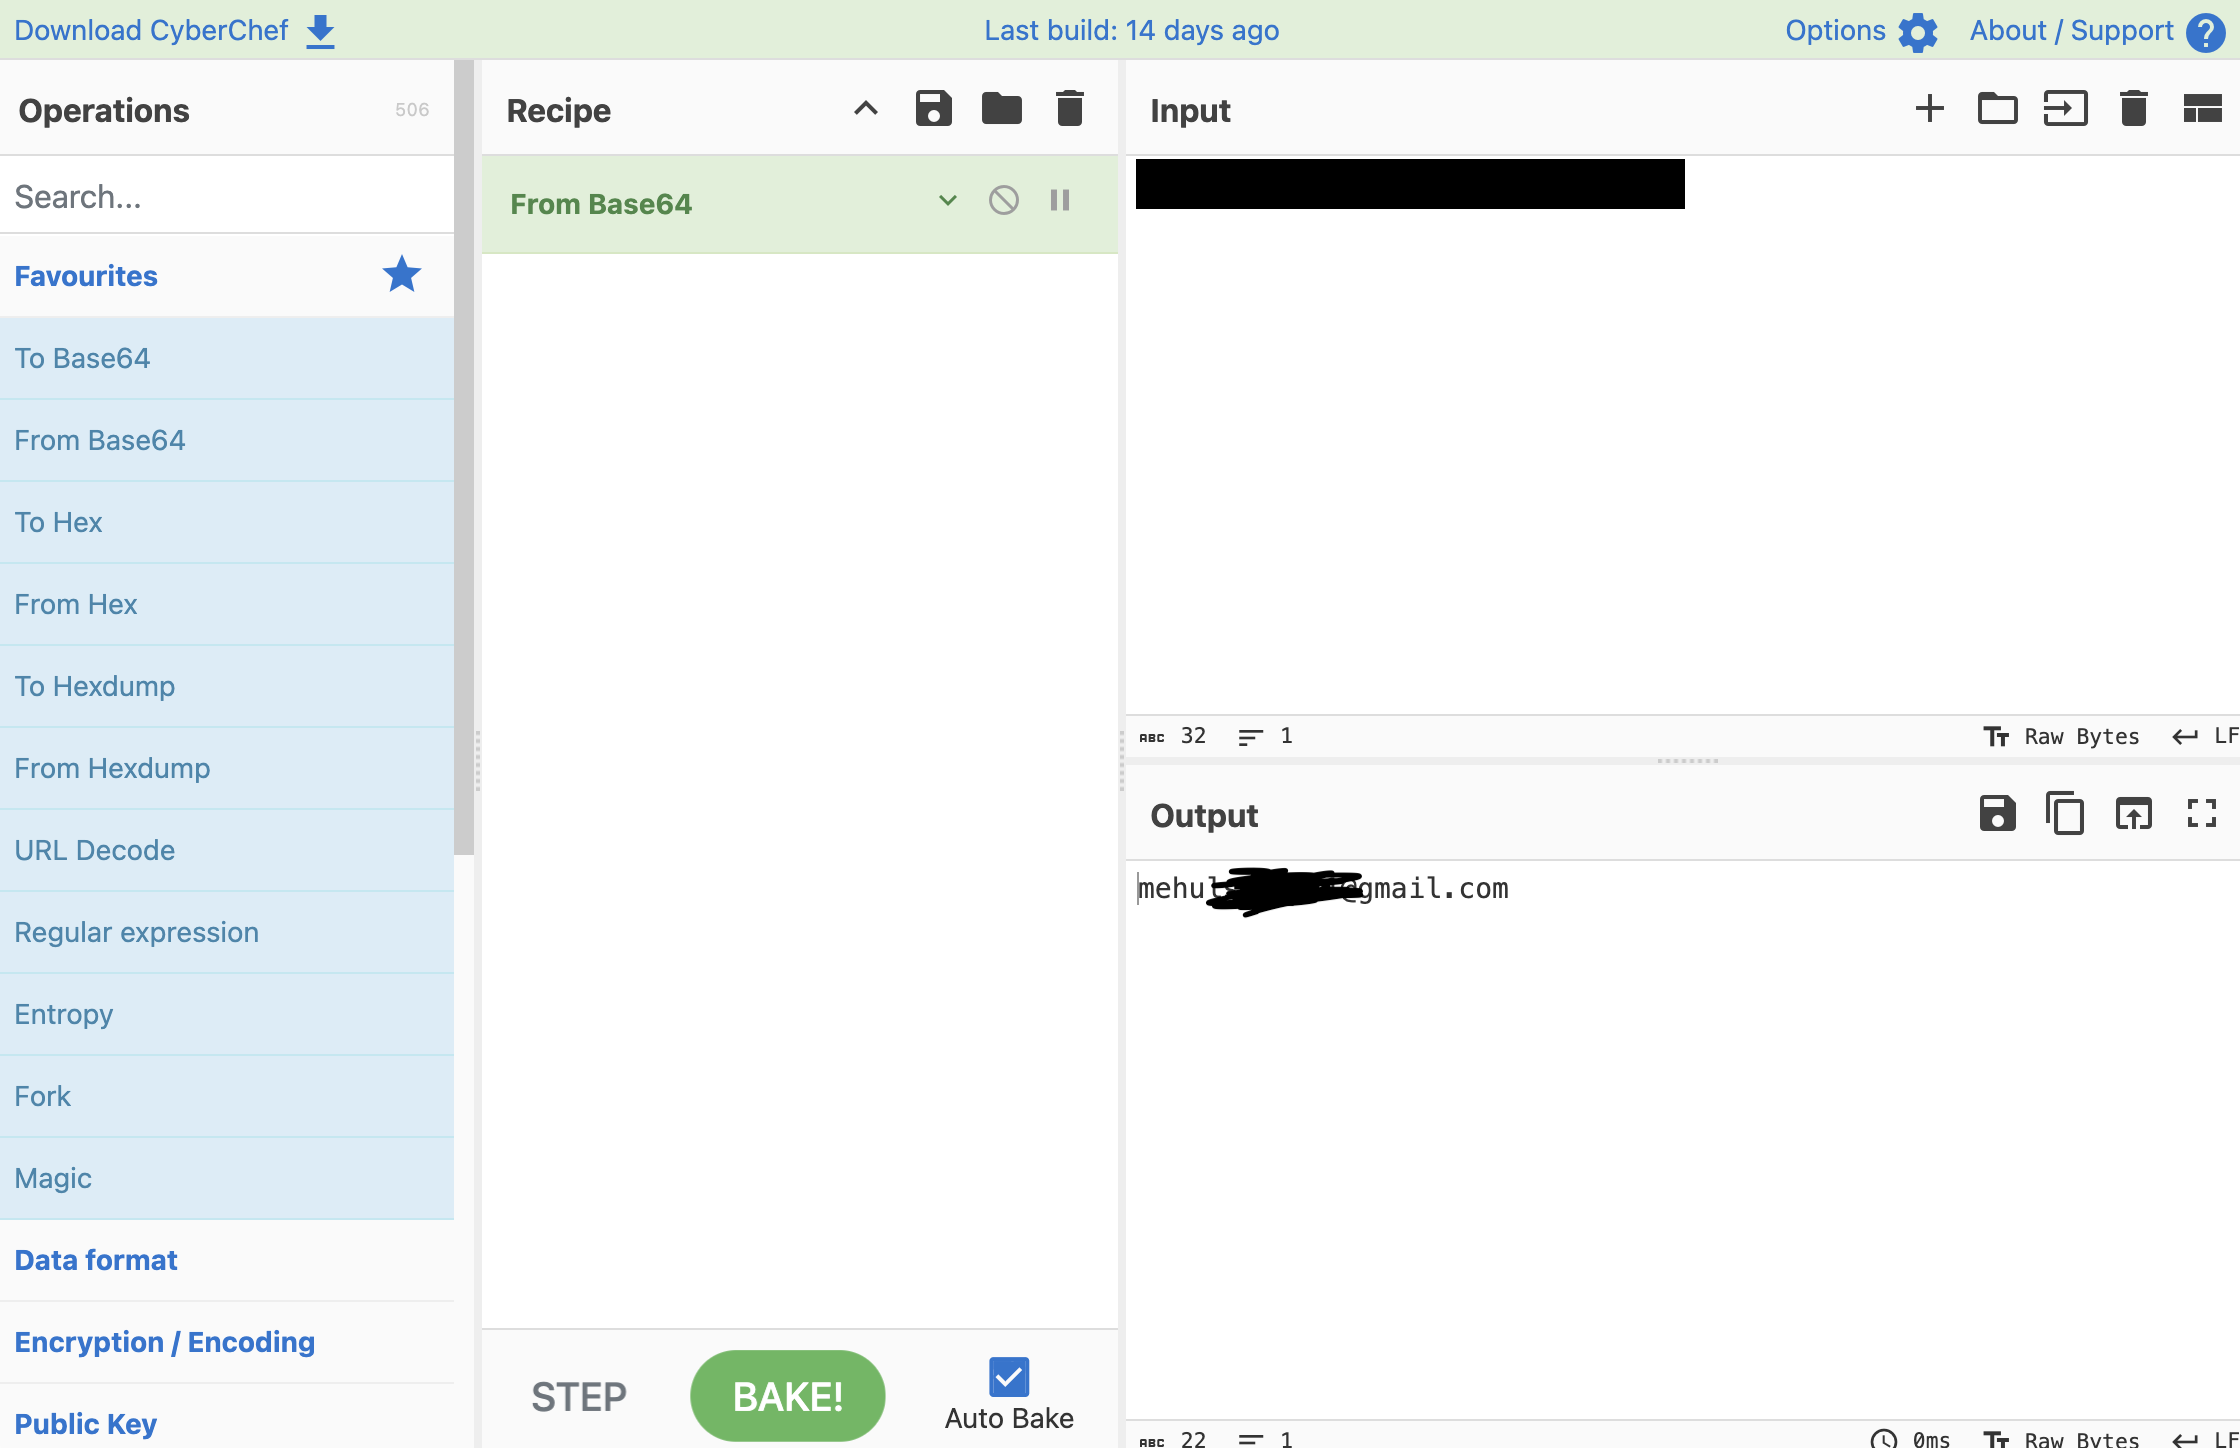 Download CyberChef
Last build: 14 days ago
Options
About / Support
Operations
506
Search...
Favourites
To Base64
From Base64
To Hex
From Hex
To Hexdump
From Hexdump
URL Decode
Regular expression
Entropy
Fork
Magic
Data format
Encryption / Encoding
Public Key
Recipe
From Base64
STEP
BAKE!
Auto Bake
Input
ABC 32 1
Raw Bytes
LF
Output
@gmail.com
ABC 22 1
0ms
Raw Bytes
LF